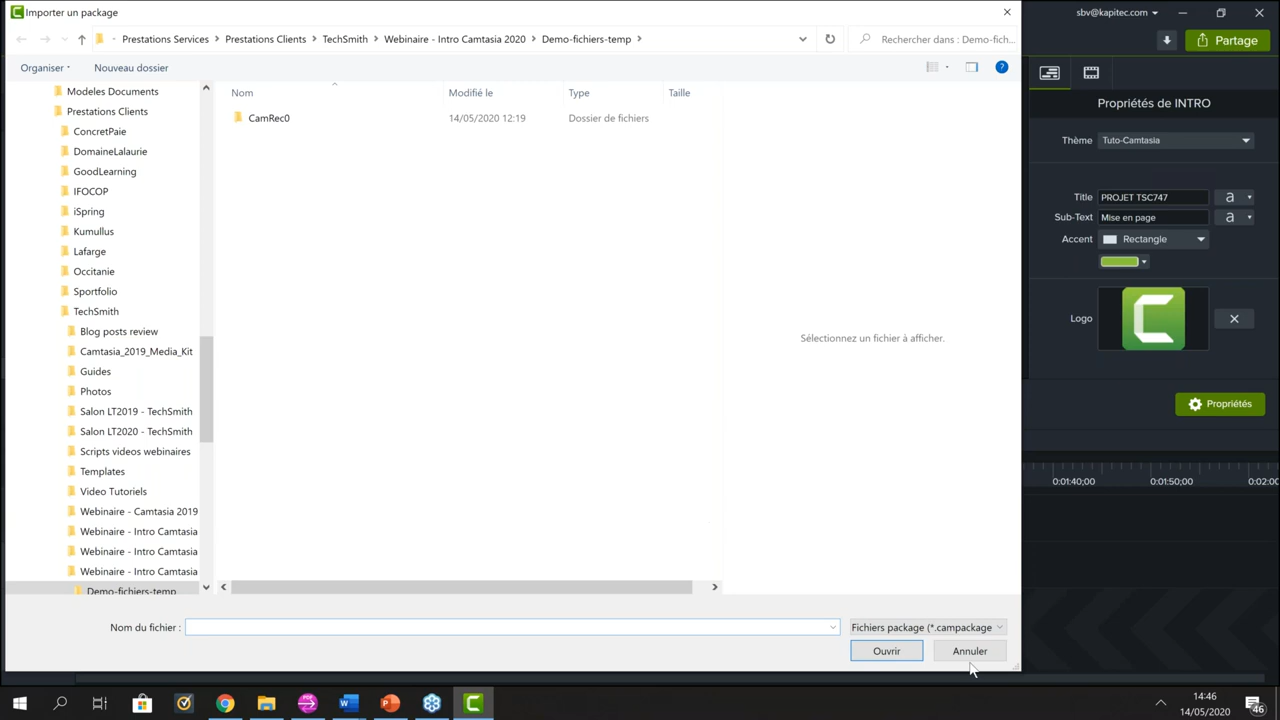 Importer un package
Prestations Services > Prestations Clients > TechSmith > Webinaire - Intro Camtasia 2020 > Demo-fichiers-temp >
Rechercher dans : Demo-fich...
Organiser
Nouveau dossier
?
Modeles Documents
Prestations Clients
ConcretPaie
DomaineLalaurie
GoodLearning
IFOCOP
iSpring
Kumullus
Lafarge
Occitanie
Sportfolio
TechSmith
Blog posts review
Camtasia_2019_Media_Kit
Guides
Photos
Salon LT2019 - TechSmith
Salon LT2020 - TechSmith
Scripts videos webinaires
Templates
Video Tutoriels
Webinaire - Camtasia 2019
Webinaire - Intro Camtasia
Webinaire - Intro Camtasia
Webinaire - Intro Camtasia
Demo-fichiers-temp
Nom Modifié le Type Taille
CamRec0 14/05/2020 12:19 Dossier de fichiers
Sélectionnez un fichier à afficher.
Nom du fichier :
Fichiers package (*.campackage
Ouvrir
Annuler
sbv@kapitec.com
Partage
Propriétés de INTRO
Thème Tuto-Camtasia
Title PROJET TSC747 a
Sub-Text Mise en page a
Accent Rectangle
Logo
Propriétés
0:01:40;00 0:01:50;00 0:02:00
14:46
14/05/2020
46